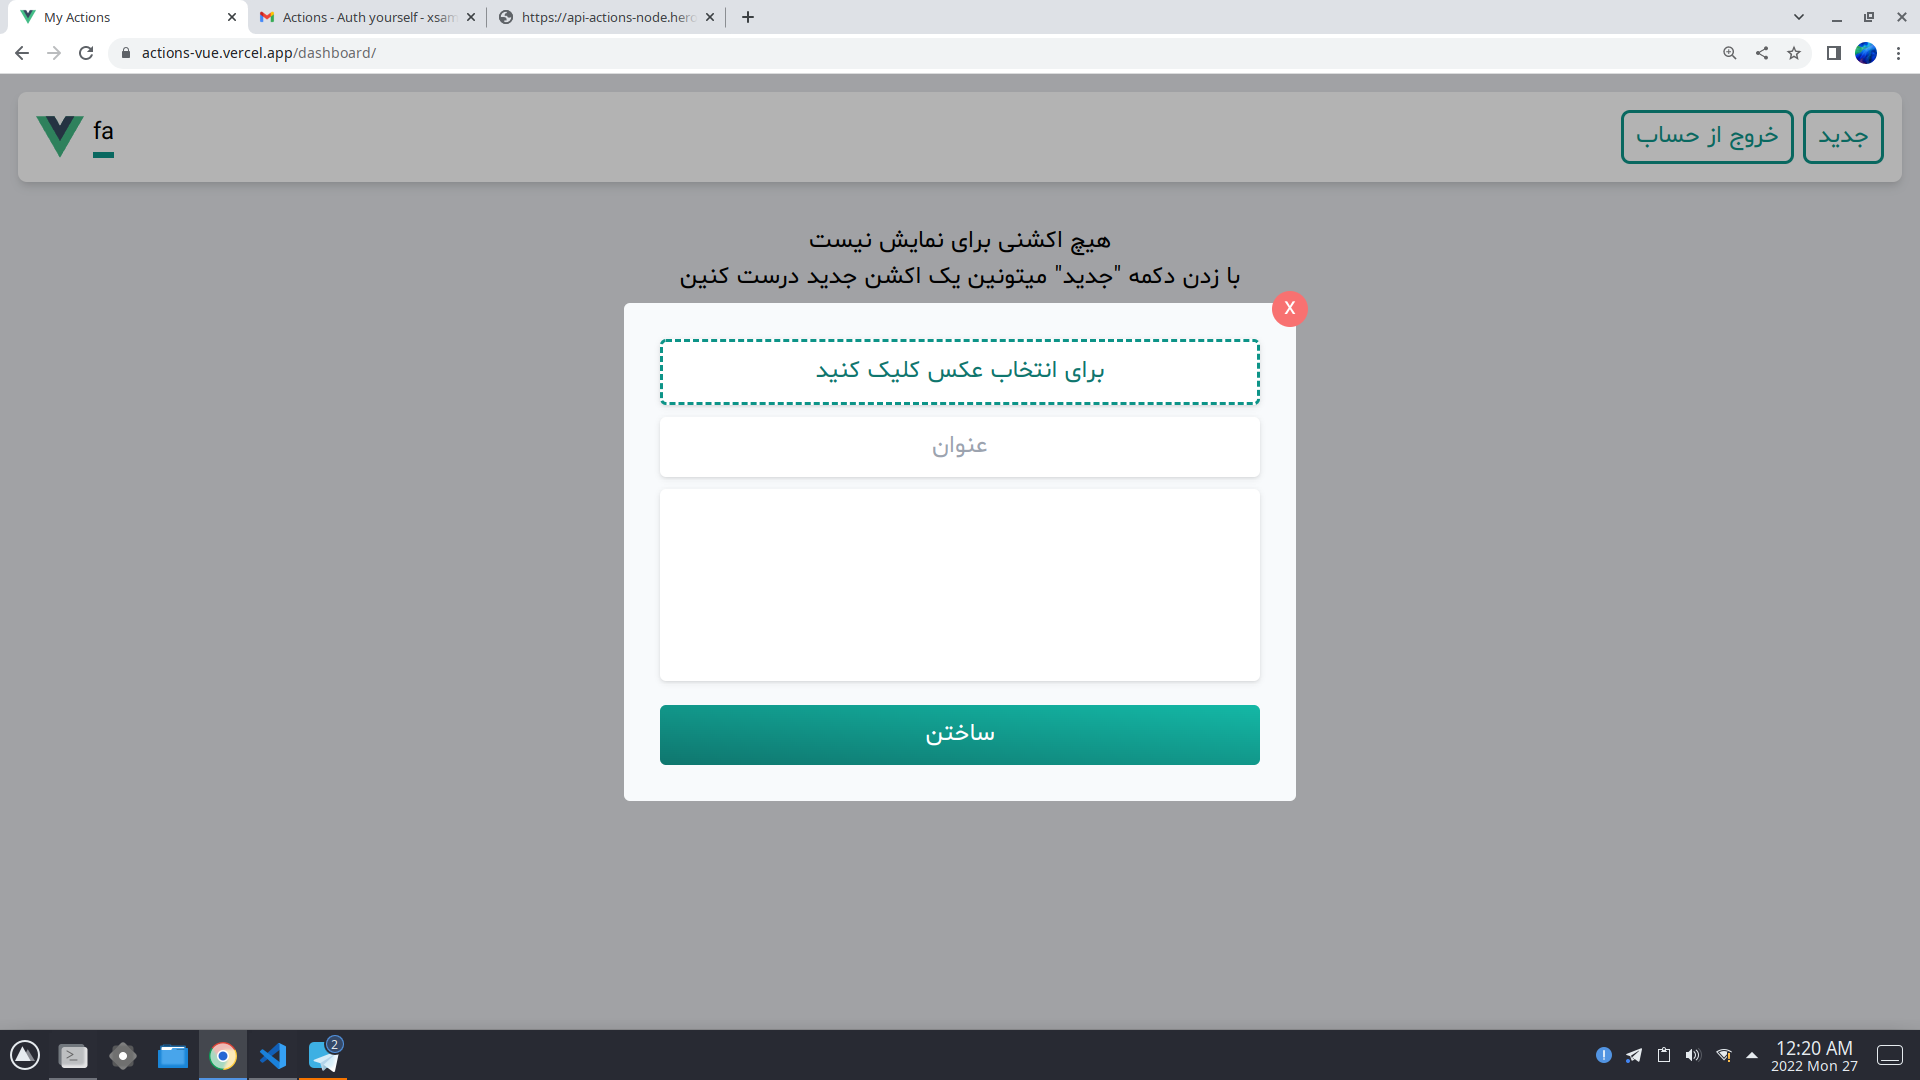 My Actions
Actions - Auth yourself - xsam
https://api-actions-node.hero
actions-vue.vercel.app/dashboard/
fa
جدید
خروج از حساب
هیچ اکشنی برای نمایش نیست
با زدن دکمه "جدید" میتونین یک اکشن جدید درست کنین
X
برای انتخاب عکس کلیک کنید
عنوان
ساختن
2
12:20 AM
2022 Mon 27